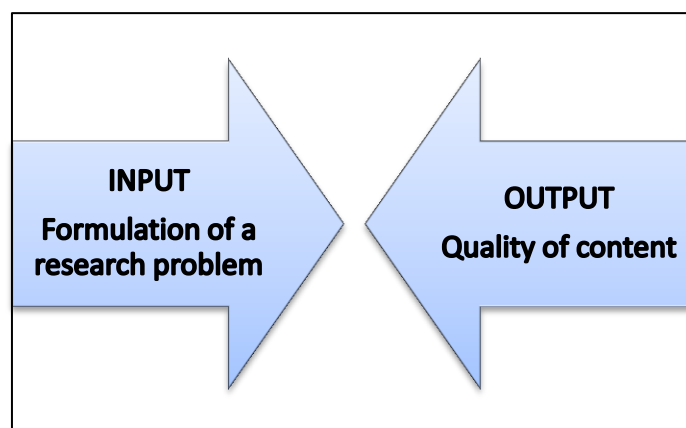 INPUT
Formulation of a
research problem
OUTPUT
Quality of content